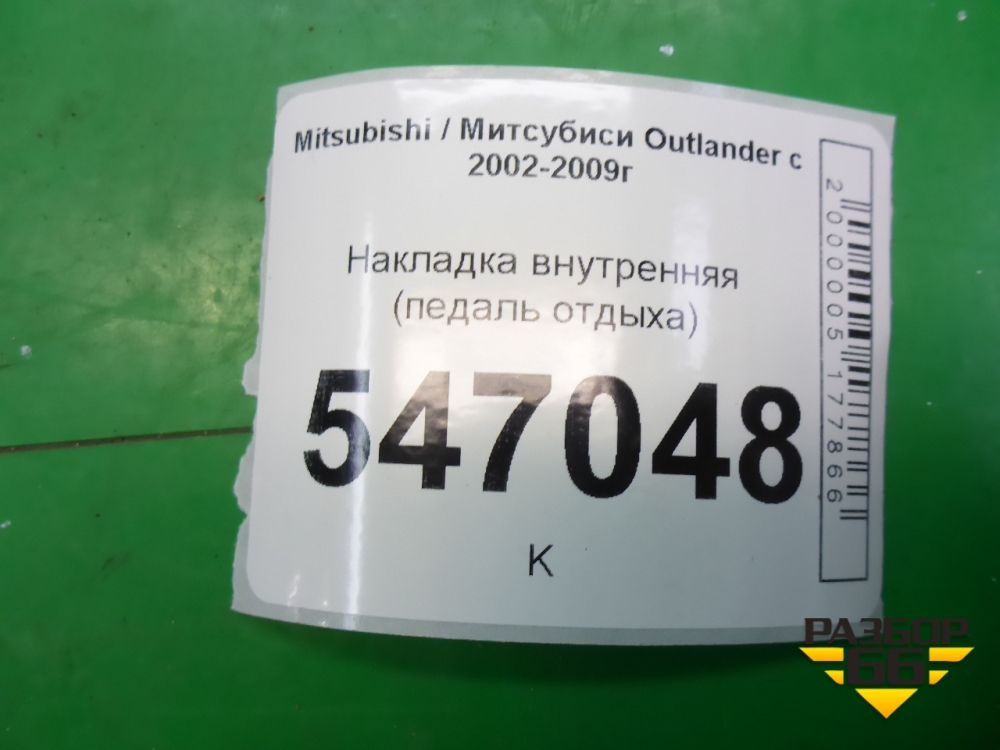 Mitsubishi / Митсубиси Outlander с
2002-2009г
Накладка внутренняя
(педаль отдыха)
547048
К
2000005177866
РАЗБОР
66